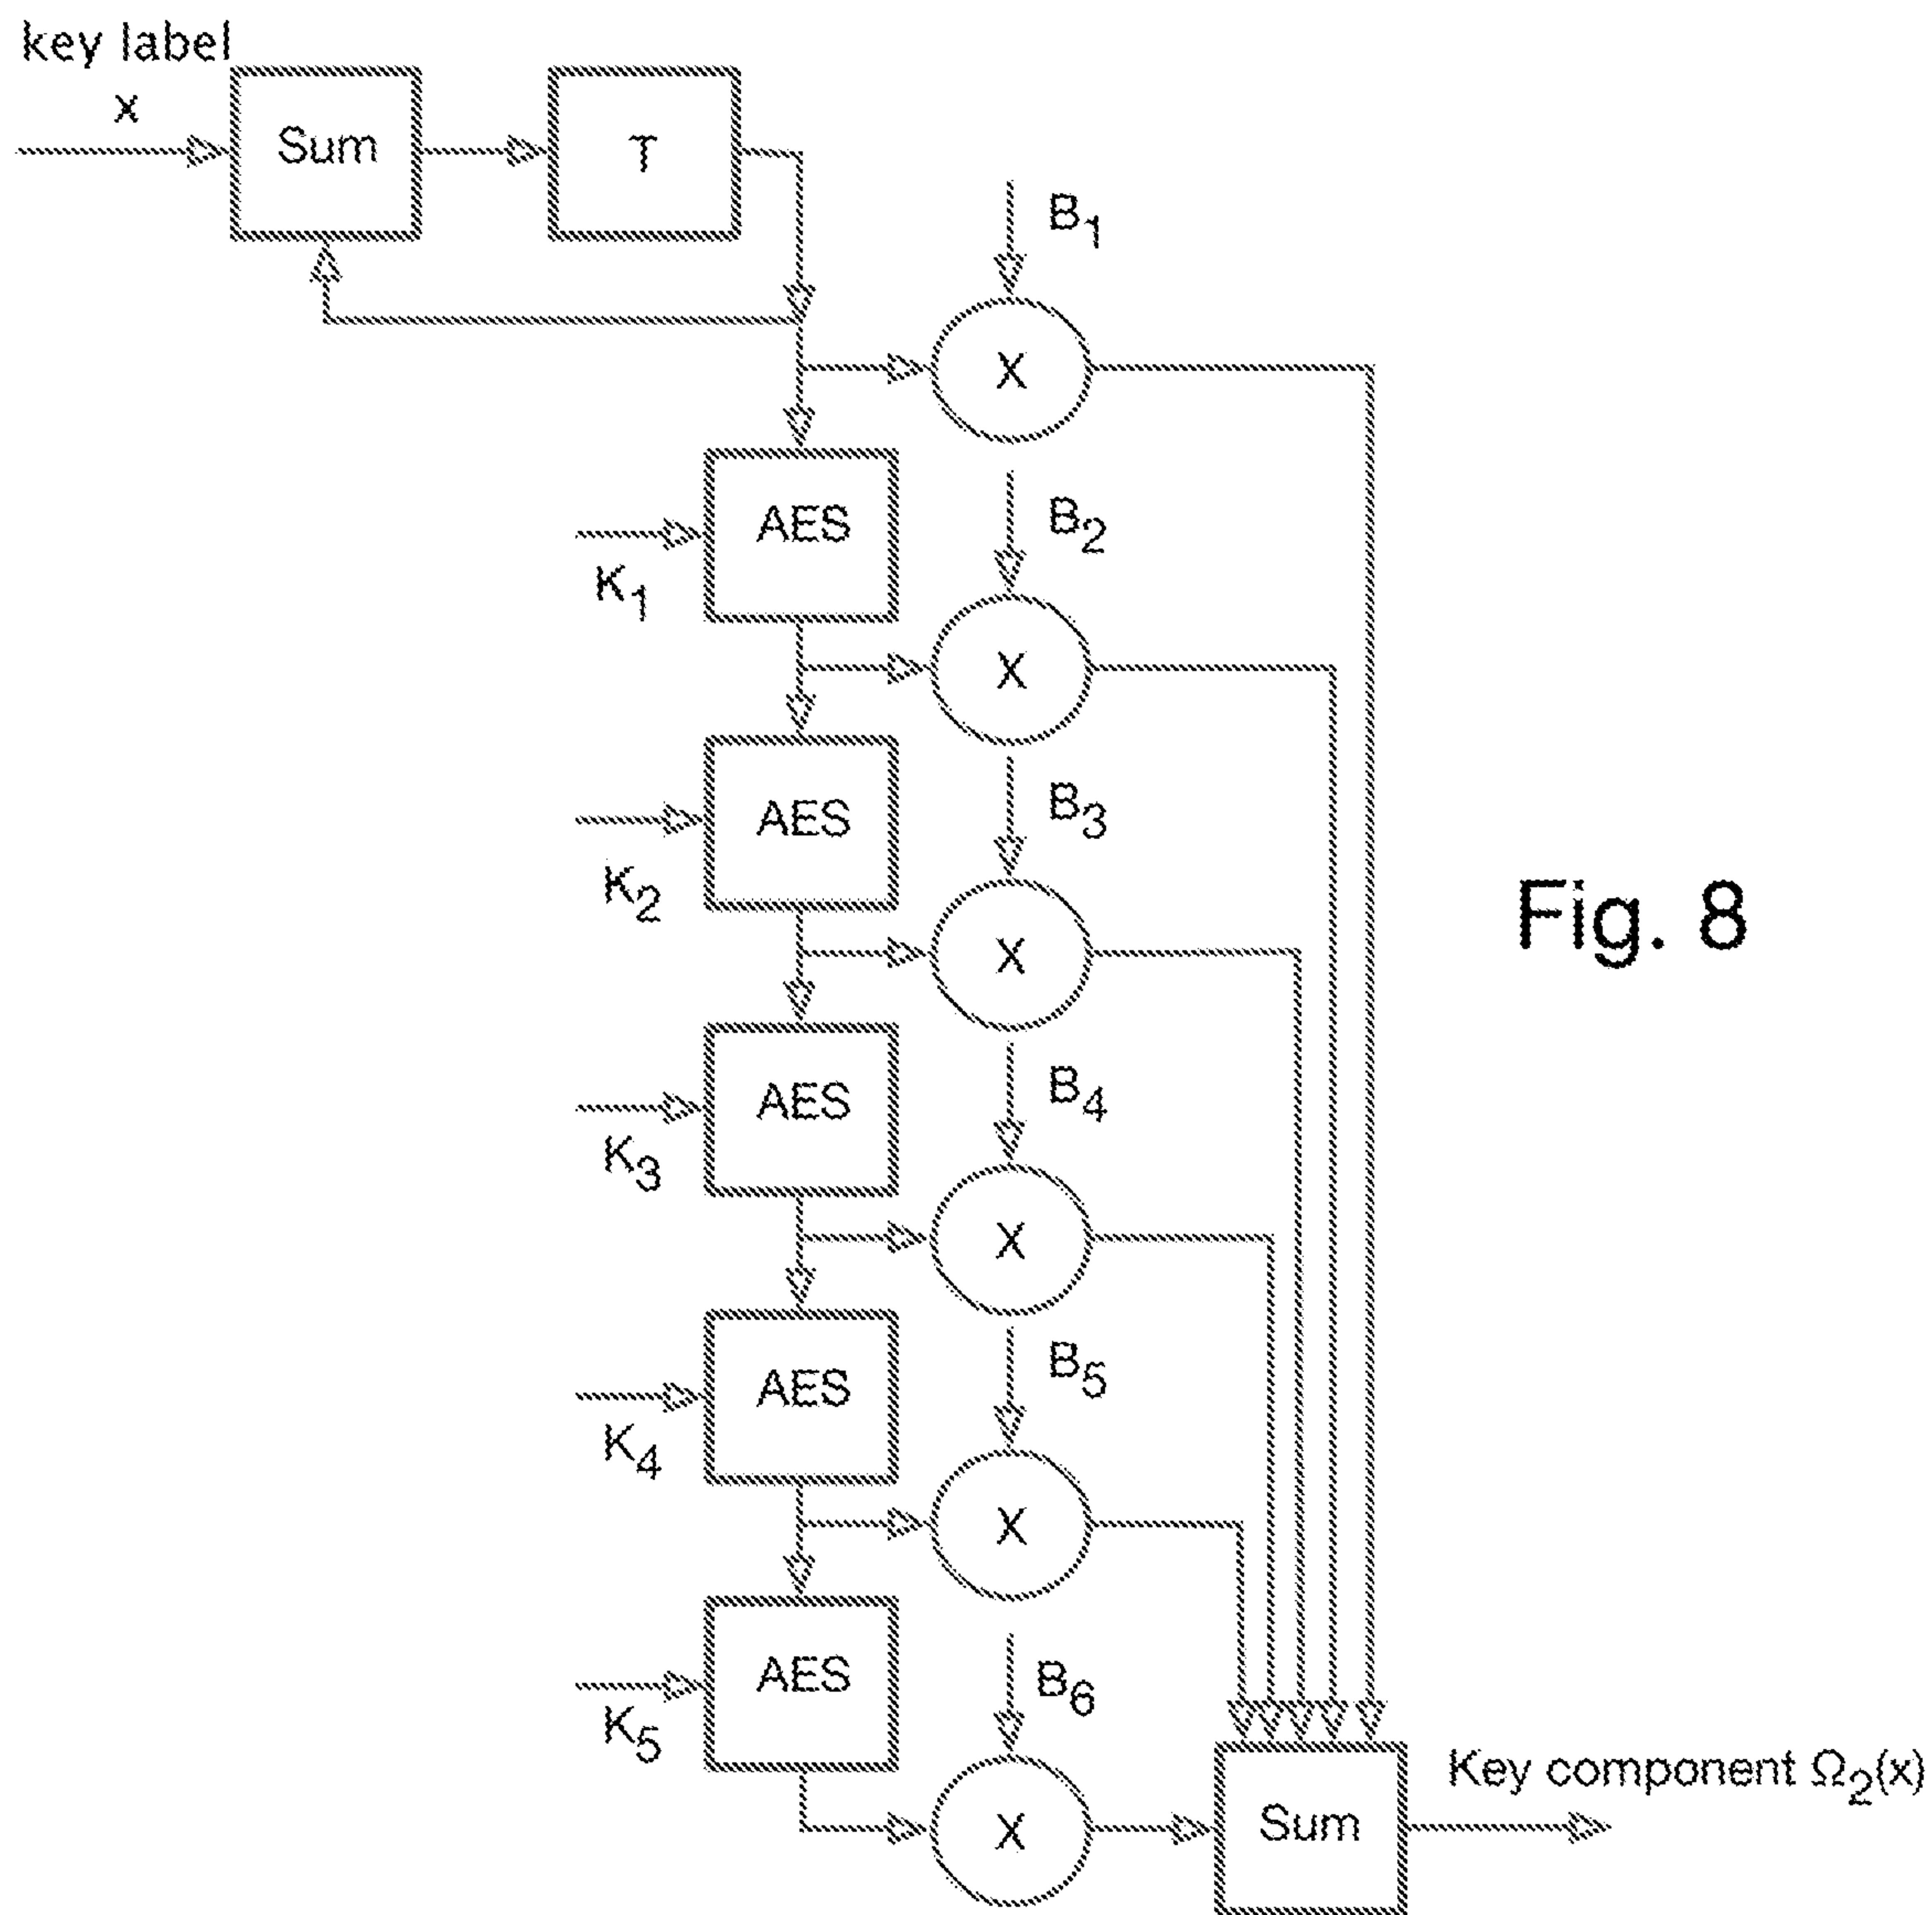 key label
x
Sum
T
B1
X
AES
K1
B2
X
AES
K2
B3
X
Fig. 8
AES
K3
B4
X
AES
K4
B5
X
AES
K5
B6
X
Sum
Key component Ω2(x)